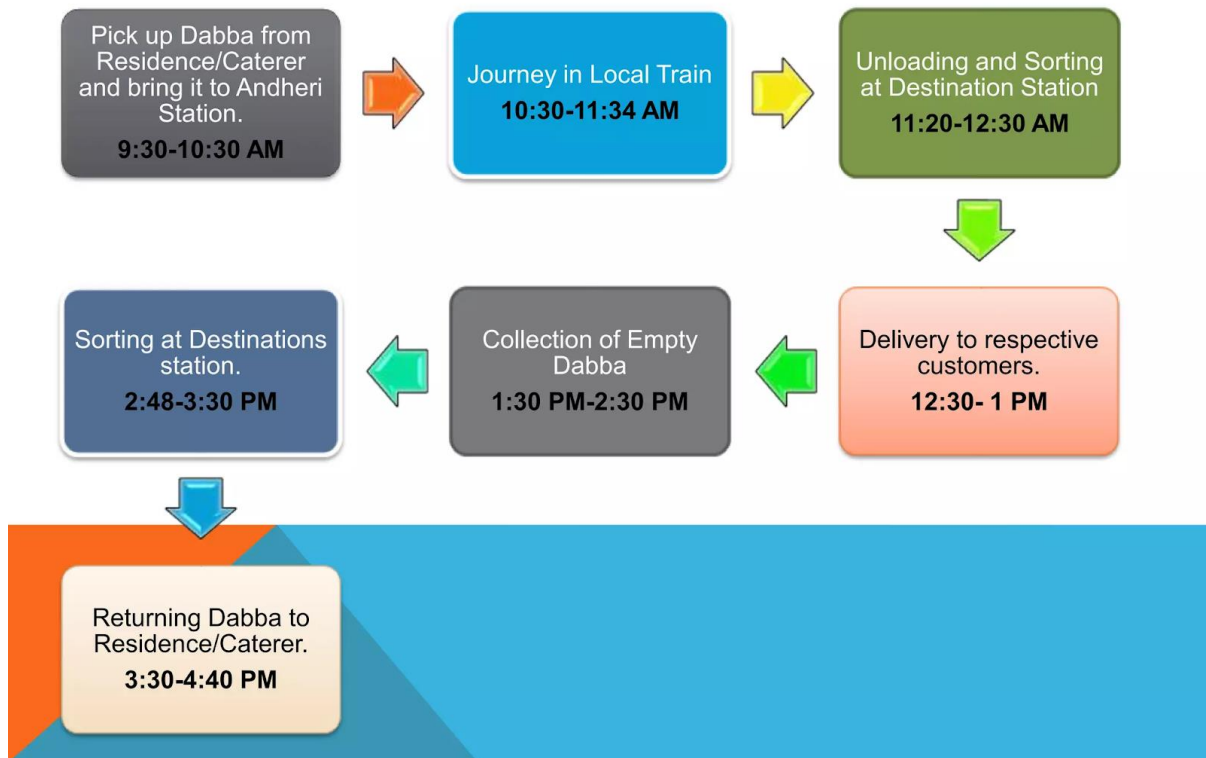 Pick up Dabba from
Residence/Caterer
and bring it to Andheri
Station.
9:30-10:30 AM
Journey in Local Train
10:30-11:34 AM
Unloading and Sorting
at Destination Station
11:20-12:30 AM
Delivery to respective
customers.
12:30- 1 PM
Collection of Empty
Dabba
1:30 PM-2:30 PM
Sorting at Destinations
station.
2:48-3:30 PM
Returning Dabba to
Residence/Caterer.
3:30-4:40 PM